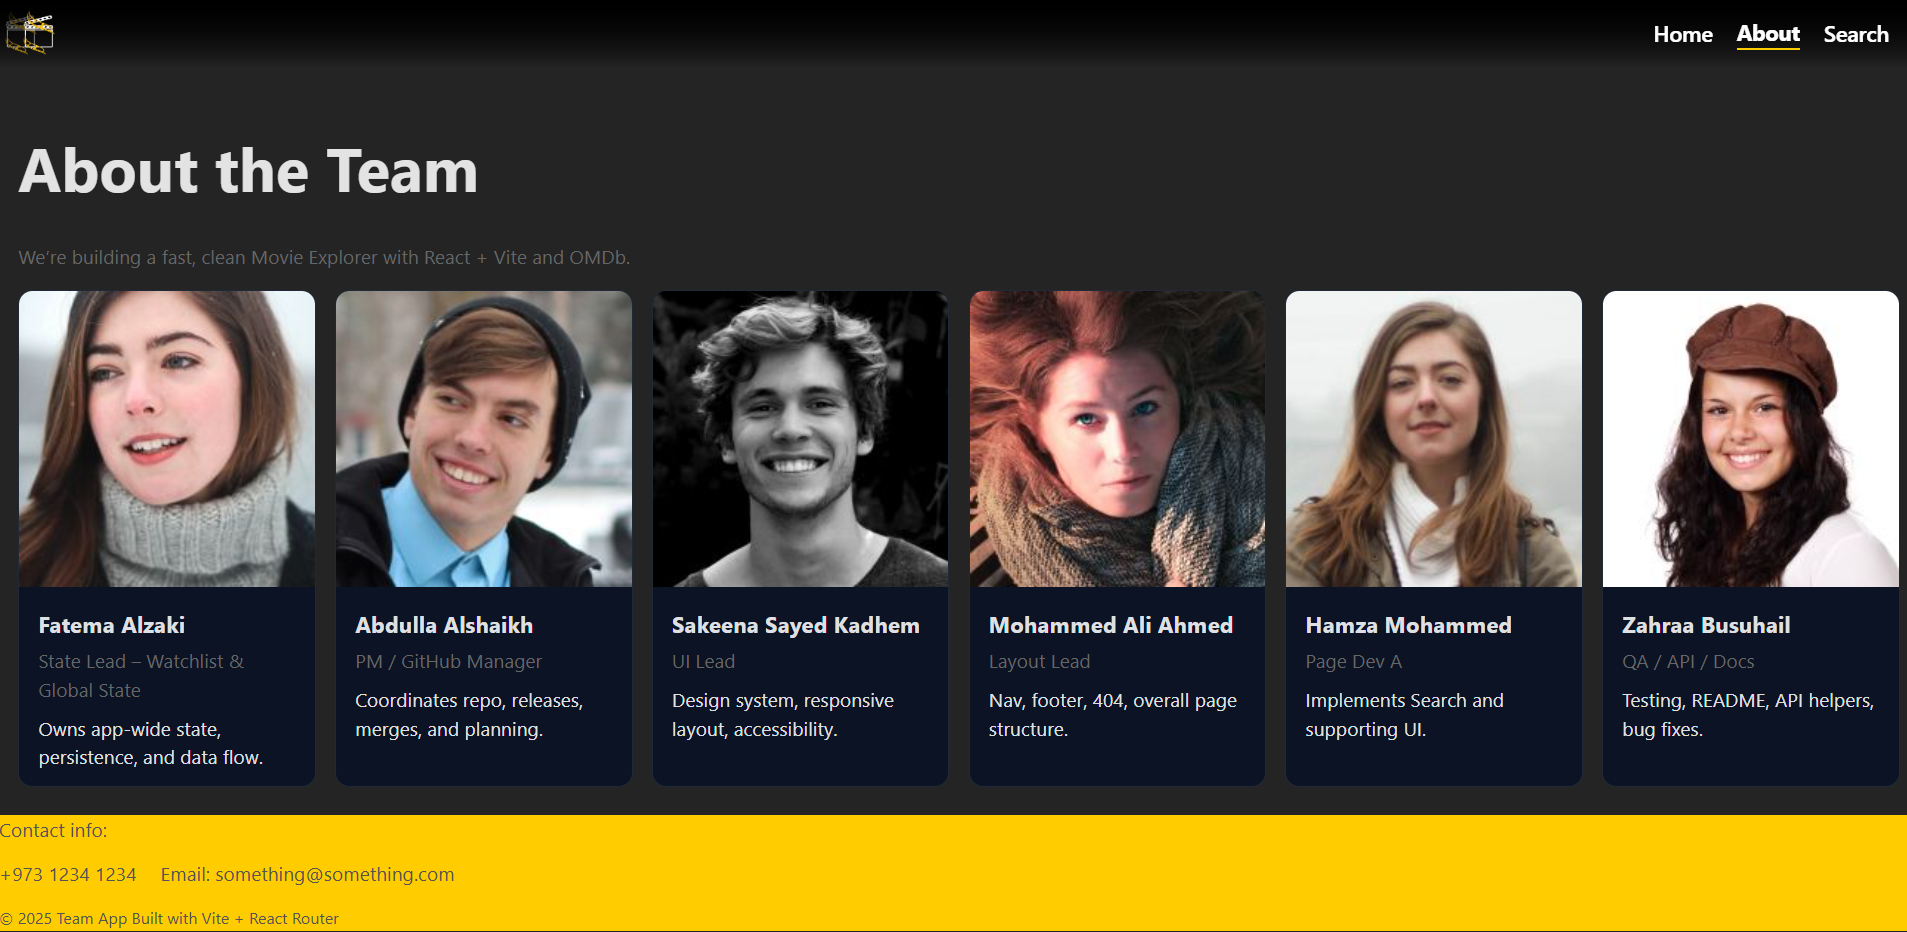 Home About Search
About the Team
We’re building a fast, clean Movie Explorer with React + Vite and OMDb.
Fatema Alzaki
State Lead – Watchlist &
Global State
Owns app-wide state,
persistence, and data flow.
Abdulla Alshaikh
PM / GitHub Manager
Coordinates repo, releases,
merges, and planning.
Sakeena Sayed Kadhem
UI Lead
Design system, responsive
layout, accessibility.
Mohammed Ali Ahmed
Layout Lead
Nav, footer, 404, overall page
structure.
Hamza Mohammed
Page Dev A
Implements Search and
supporting UI.
Zahraa Busuhail
QA / API / Docs
Testing, README, API helpers,
bug fixes.
Contact info:
+973 1234 1234 Email: something@something.com
© 2025 Team App Built with Vite + React Router